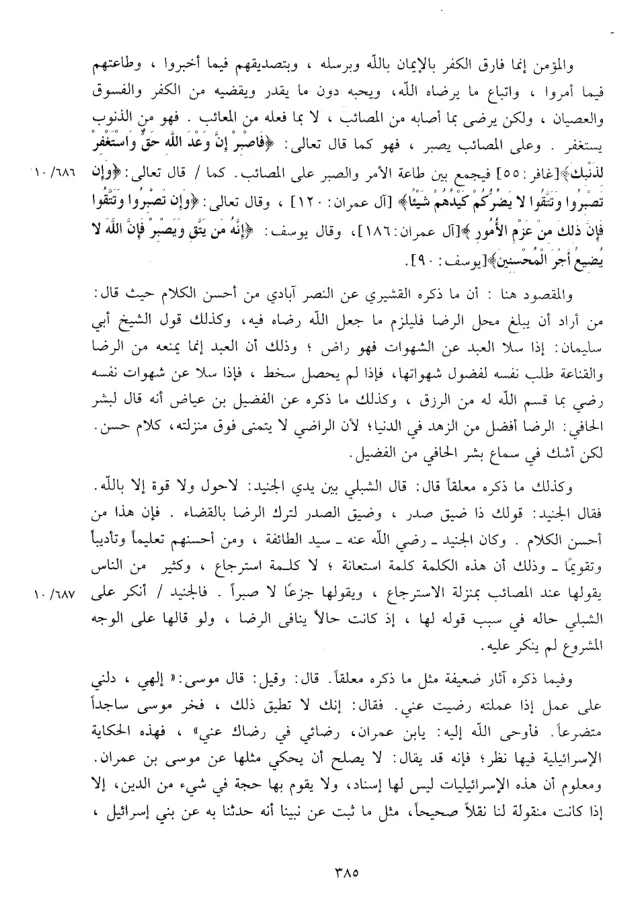 والمؤمن إنما فارق الكفر بالإيمان بالله وبرسله ، وبتصديقهم فيما أخبروا ، وطاعتهم
فيما أمروا ، واتباع ما يرضاه الله، ويحبه دون ما يقدر ويقضيه من الكفر والفسوق
والعصيان ، ولكن يرضى بما أصابه من المصائب ، لا بما فعله من المعائب . فهو من الذنوب
يستغفر . وعلى المصائب يصبر ، فهو كما قال تعالى: ﴿فَاصْبِرْ إِنَّ وَعْدَ اللَّهِ حَقٌّ وَاسْتَغْفِرْ
لِذَنْبِكَ﴾[غافر:٥٥] فيجمع بين طاعة الأمر والصبر على المصائب. كما / قال تعالى: ﴿وَإِن ١٠/٦٨٦
تَصْبِرُوا وَتَتَّقُوا لا يَضُرُّكُمْ كَيْدُهُمْ شَيْئًا﴾ [آل عمران: ١٢٠] ، وقال تعالى: ﴿وَإِن تَصْبِرُوا وَتَتَّقُوا
فَإِنَّ ذَلِكَ مِنْ عَزْمِ الأُمُورِ ﴾[آل عمران:١٨٦]، وقال يوسف: ﴿إِنَّهُ مَن يَتَّقِ وَيَصْبِرْ فَإِنَّ اللَّهَ لا
يُضِيعُ أَجْرَ الْمُحْسِنِينَ﴾[يوسف: ٩٠].
والمقصود هنا : أن ما ذكره القشيري عن النصر آبادي من أحسن الكلام حيث قال:
من أراد أن يبلغ محل الرضا فليلزم ما جعل الله رضاه فيه، وكذلك قول الشيخ أبي
سليمان: إذا سلا العبد عن الشهوات فهو راض ؛ وذلك أن العبد إنما يمنعه من الرضا
والقناعة طلب نفسه لفضول شهواتها، فإذا لم يحصل سخط ، فإذا سلا عن شهوات نفسه
رضي بما قسم الله له من الرزق ، وكذلك ما ذكره عن الفضيل بن عياض أنه قال لبشر
الحافي: الرضا أفضل من الزهد في الدنيا؛ لأن الراضي لا يتمنى فوق منزلته، كلام حسن.
لكن أشك في سماع بشر الحافي من الفضيل.
وكذلك ما ذكره معلقاً قال: قال الشبلي بين يدي الجنيد: لاحول ولا قوة إلا بالله.
فقال الجنيد: قولك ذا ضيق صدر ، وضيق الصدر لترك الرضا بالقضاء . فإن هذا من
أحسن الكلام . وكان الجنيد ـ رضي الله عنه ـ سيد الطائفة ، ومن أحسنهم تعليماً وتأديباً
وتقويمًا ـ وذلك أن هذه الكلمة كلمة استعانة ؛ لا كلـمة استرجاع ، وكثير من الناس
يقولها عند المصائب بمنزلة الاسترجاع ، ويقولها جزعًا لا صبراً . فالجنيد / أنكر على ١٠/٦٨٧
الشبلي حاله في سبب قوله لها ، إذ كانت حالاً ينافى الرضا ، ولو قالها على الوجه
المشروع لم ينكر عليه.
وفيما ذكره آثار ضعيفة مثل ما ذكره معلقاً. قال: وقيل: قال موسى:« إلهي ، دلني
على عمل إذا عملته رضيت عني. فقال: إنك لا تطيق ذلك ، فخر موسى ساجداً
متضرعاً. فأوحى الله إليه: يابن عمران، رضائي في رضاك عني» ، فهذه الحكاية
الإسرائيلية فيها نظر؛ فإنه قد يقال: لا يصلح أن يحكي مثلها عن موسى بن عمران.
ومعلوم أن هذه الإسرائيليات ليس لها إسناد، ولا يقوم بها حجة في شيء من الدين، إلا
إذا كانت منقولة لنا نقلاً صحيحاً، مثل ما ثبت عن نبينا أنه حدثنا به عن بني إسرائيل ،
٣٨٥